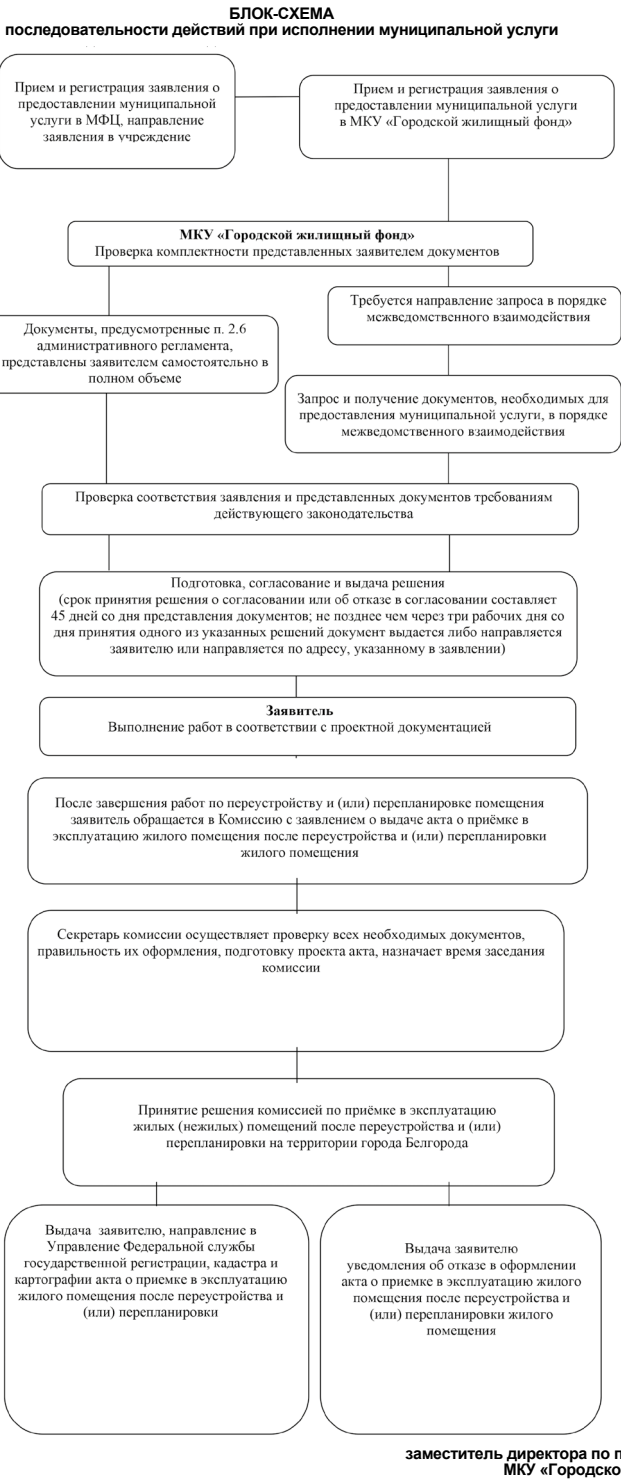 БЛОК-СХЕМА
последовательности действий при исполнении муниципальной услуги
Прием и регистрация заявления о
предоставлении муниципальной
услуги в МФЦ, направление
заявления в учреждение
Прием и регистрация заявления о
предоставлении муниципальной услуги
в МКУ «Городской жилищный фонд»
МКУ «Городской жилищный фонд»
Проверка комплектности представленных заявителем документов
Требуется направление запроса в порядке
межведомственного взаимодействия
Документы, предусмотренные п. 2.6
административного регламента,
представлены заявителем самостоятельно в
полном объеме
Запрос и получение документов, необходимых для
предоставления муниципальной услуги, в порядке
межведомственного взаимодействия
Проверка соответствия заявления и представленных документов требованиям
действующего законодательства
Подготовка, согласование и выдача решения
(срок принятия решения о согласовании или об отказе в согласовании составляет
45 дней со дня представления документов; не позднее чем через три рабочих дня со
дня принятия одного из указанных решений документ выдается либо направляется
заявителю или направляется по адресу, указанному в заявлении)
Заявитель
Выполнение работ в соответствии с проектной документацией
После завершения работ по переустройству и (или) перепланировке помещения
заявитель обращается в Комиссию с заявлением о выдаче акта о приёмке в
эксплуатацию жилого помещения после переустройства и (или) перепланировки
жилого помещения
Секретарь комиссии осуществляет проверку всех необходимых документов,
правильность их оформления, подготовку проекта акта, назначает время заседания
комиссии
Принятие решения комиссией по приёмке в эксплуатацию
жилых (нежилых) помещений после переустройства и (или)
перепланировки на территории города Белгорода
Выдача заявителю, направление в
Управление Федеральной службы
государственной регистрации, кадастра и
картографии акта о приемке в эксплуатацию
жилого помещения после переустройства и
(или) перепланировки
Выдача заявителю
уведомления об отказе в оформлении
акта о приемке в эксплуатацию жилого
помещения после переустройства и
(или) перепланировки жилого
помещения
заместитель директора по п
МКУ «Городско